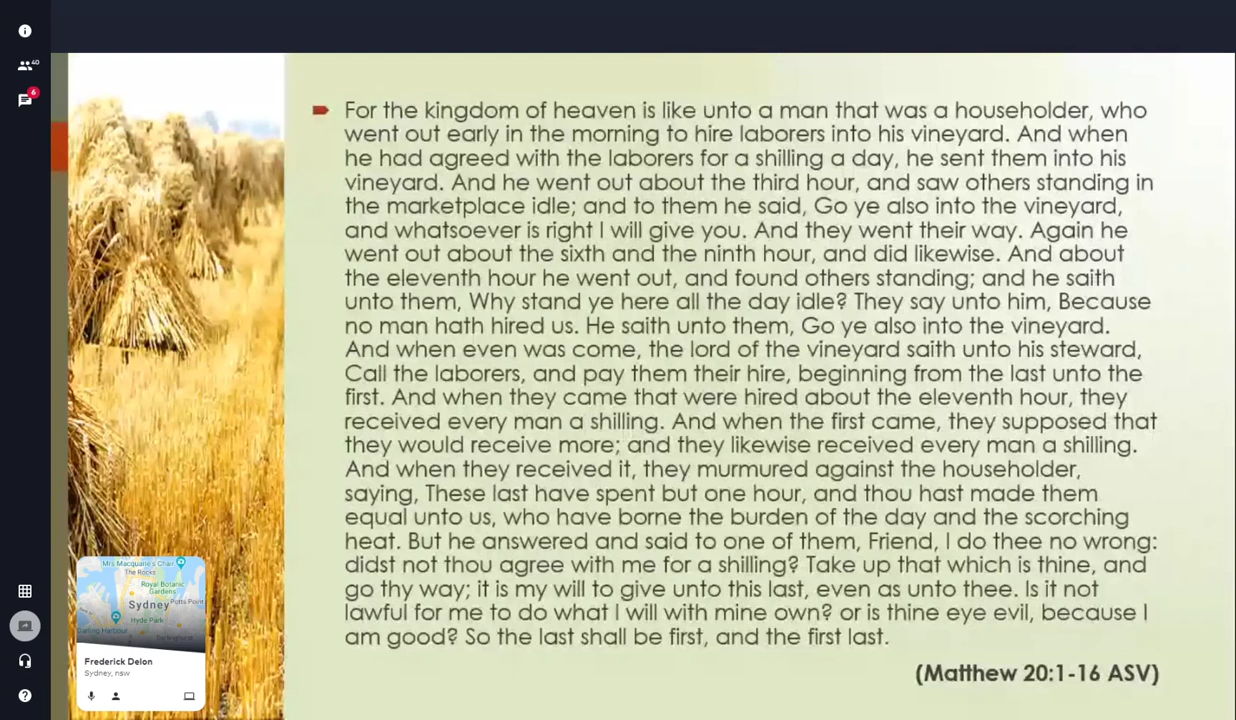 40
6
For the kingdom of heaven is like unto a man that was a householder, who
went out early in the morning to hire laborers into his vineyard. And when
he had agreed with the laborers for a shilling a day, he sent them into his
vineyard. And he went out about the third hour, and saw others standing in
the marketplace idle; and to them he said, Go ye also into the vineyard,
and whatsoever is right I will give you. And they went their way. Again he
went out about the sixth and the ninth hour, and did likewise. And about
the eleventh hour he went out, and found others standing; and he saith
unto them, Why stand ye here all the day idle? They say unto him, Because
no man hath hired us. He saith unto them, Go ye also into the vineyard.
And when even was come, the lord of the vineyard saith unto his steward,
Call the laborers, and pay them their hire, beginning from the last unto the
first. And when they came that were hired about the eleventh hour, they
received every man a shilling. And when the first came, they supposed that
they would receive more; and they likewise received every man a shilling.
And when they received it, they murmured against the householder,
saying, These last have spent but one hour, and thou hast made them
equal unto us, who have borne the burden of the day and the scorching
heat. But he answered and said to one of them, Friend, I do thee no wrong:
didst not thou agree with me for a shilling? Take up that which is thine, and
go thy way; it is my will to give unto this last, even as unto thee. Is it not
lawful for me to do what I will with mine own? or is thine eye evil, because I
am good? So the last shall be first, and the first last.
(Matthew 20:1-16 ASV)
Mrs Macquarie's Chair
The Rocks
Royal Botanic
Gardens
Sydney
Potts Point
Hyde Park
Darling Harbour
Frederick Delon
Sydney, nsw